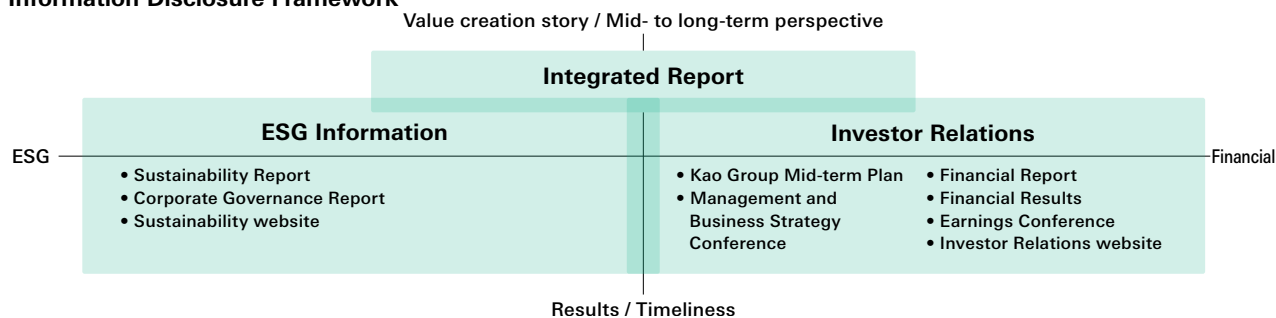 Information Disclosure Framework
Value creation story / Mid- to long-term perspective
Integrated Report
ESG Information
Investor Relations
ESG
Financial
• Sustainability Report
• Corporate Governance Report
• Sustainability website
• Kao Group Mid-term Plan
• Management and
Business Strategy
Conference
• Financial Report
• Financial Results
• Earnings Conference
• Investor Relations website
Results / Timeliness